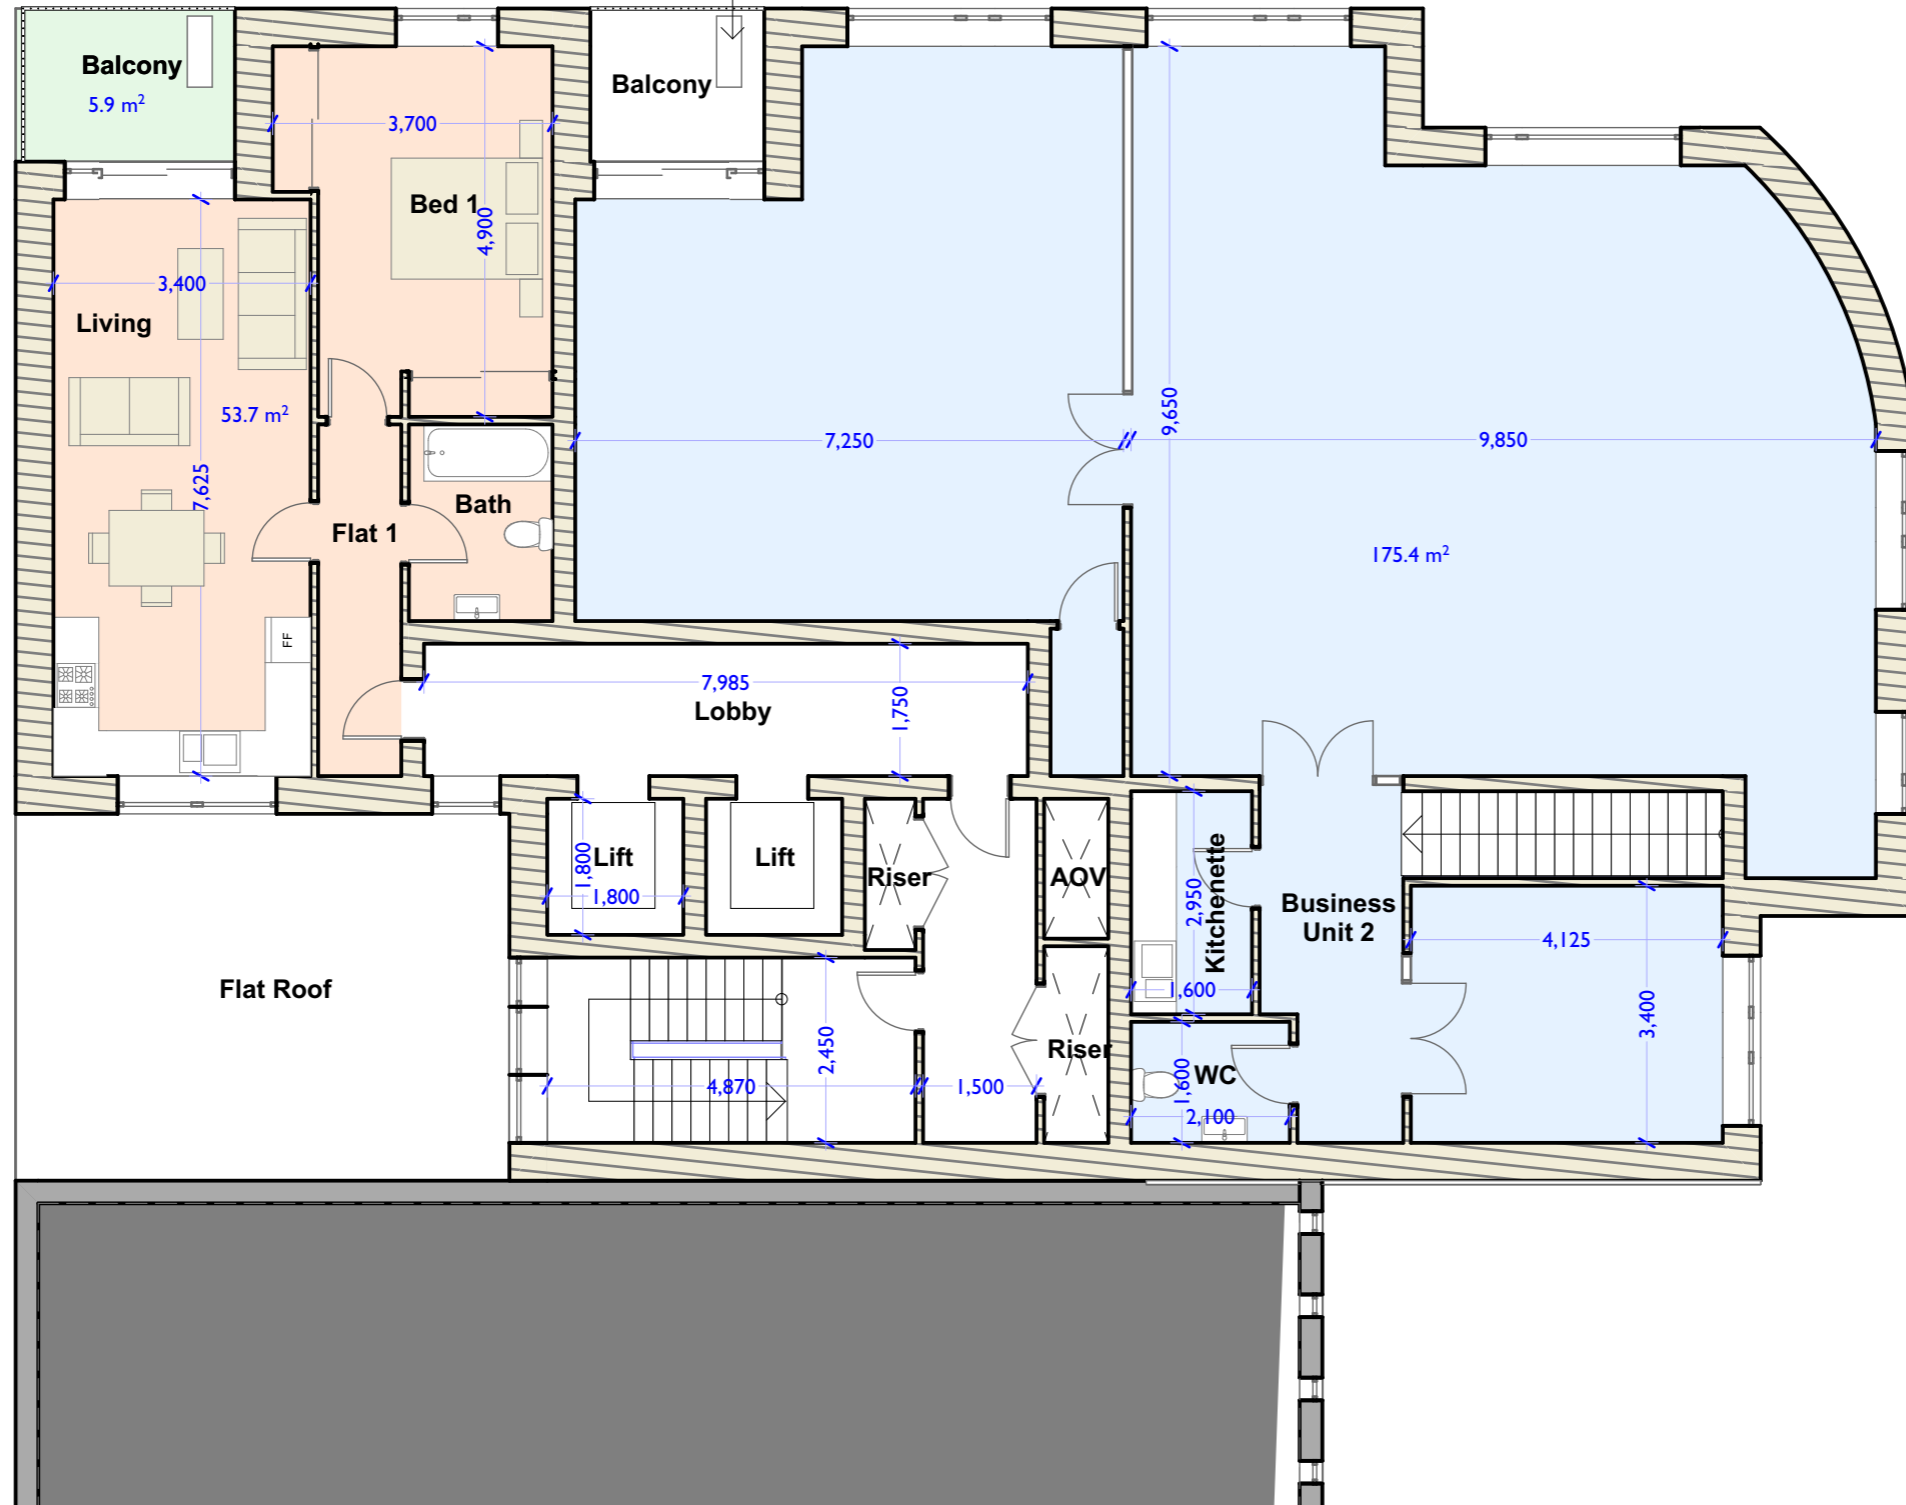 Balcony
5.9 m²
Balcony
3,700
Bed 1
4,900
3,400
Living
53.7 m²
7,625
7,250
9,650
9,850
Bath
Flat 1
175.4 m²
FF
7,985
Lobby
1,750
Lift
1,800
1,800
Lift
Riser
AOV
Kitchenette
2,950
1,600
Business
Unit 2
4,125
3,400
Flat Roof
2,450
4,870
1,500
Riser
WC
1,600
2,100